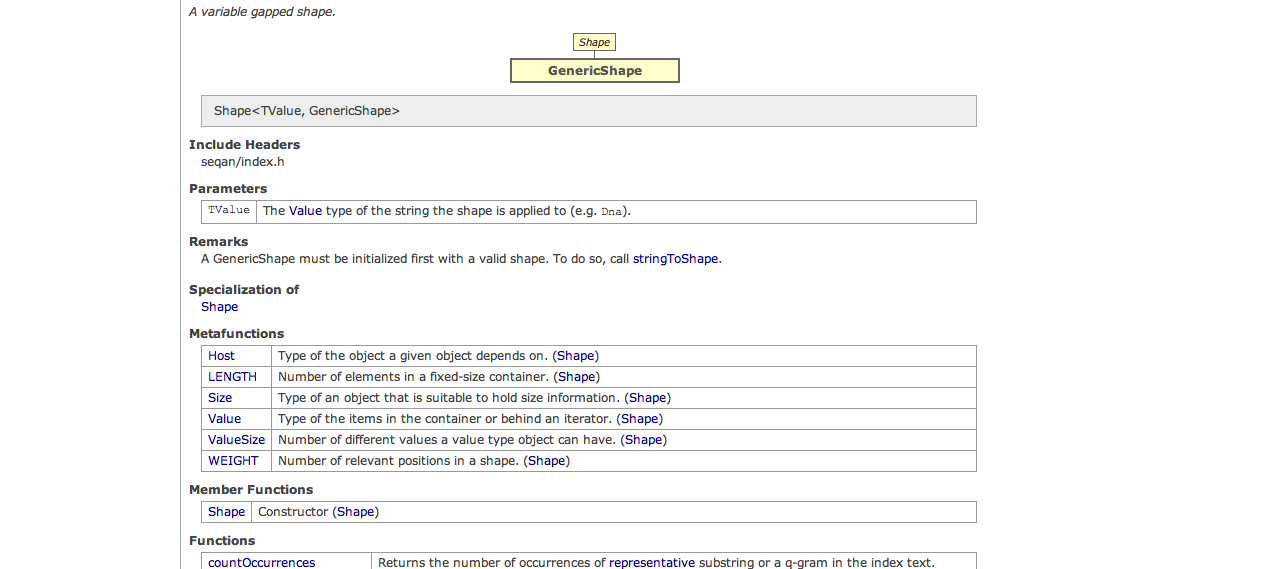 A variable gapped shape.
Shape
GenericShape
Shape<TValue, GenericShape>
Include Headers
seqan/index.h
Parameters
TValue The Value type of the string the shape is applied to (e.g. Dna).
Remarks
A GenericShape must be initialized first with a valid shape. To do so, call stringToShape.
Specialization of
Shape
Metafunctions
Host Type of the object a given object depends on. (Shape)
LENGTH Number of elements in a fixed-size container. (Shape)
Size Type of an object that is suitable to hold size information. (Shape)
Value Type of the items in the container or behind an iterator. (Shape)
ValueSize Number of different values a value type object can have. (Shape)
WEIGHT Number of relevant positions in a shape. (Shape)
Member Functions
Shape Constructor (Shape)
Functions
countOccurrences Returns the number of occurrences of representative substring or a q-gram in the index text.